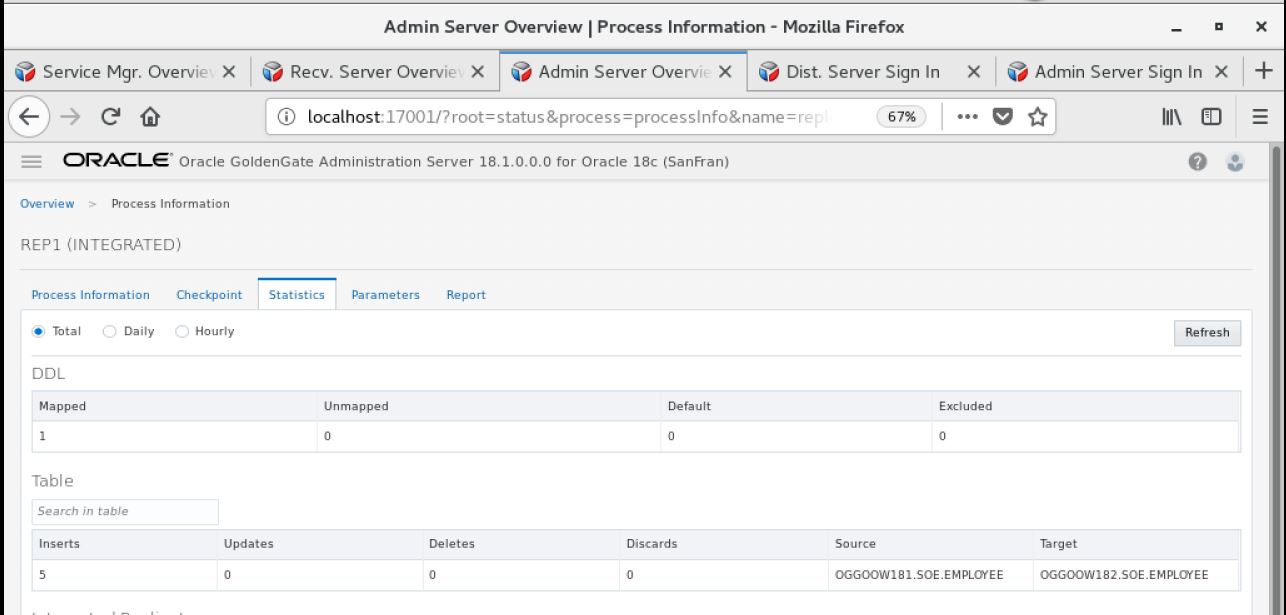 Admin Server Overview | Process Information - Mozilla Firefox
Service Mgr. Overview Recv. Server Overview Admin Server Overvie Dist. Server Sign In Admin Server Sign In
localhost:17001/?root=status&process=processInfo&name=repl 67%
ORACLE Oracle GoldenGate Administration Server 18.1.0.0.0 for Oracle 18c (SanFran)
Overview > Process Information
REP1 (INTEGRATED)
Process Information Checkpoint Statistics Parameters Report
Total Daily Hourly Refresh
DDL
Mapped Unmapped Default Excluded
1 0 0 0
Table
Search in table
Inserts Updates Deletes Discards Source Target
5 0 0 0 OGGOOW181.SOE.EMPLOYEE OGGOOW182.SOE.EMPLOYEE